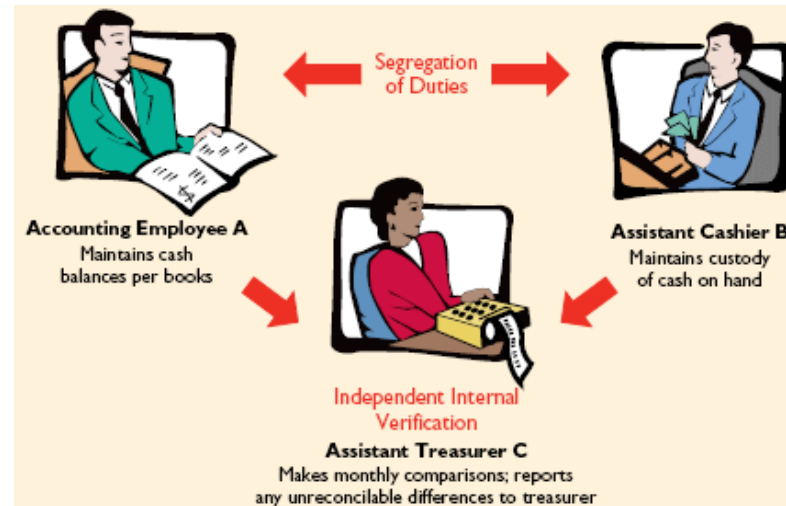 Segregation
of Duties
Accounting Employee A
Maintains cash
balances per books
Assistant Cashier B
Maintains custody
of cash on hand
Independent Internal
Verification
Assistant Treasurer C
Makes monthly comparisons; reports
any unreconcilable differences to treasurer